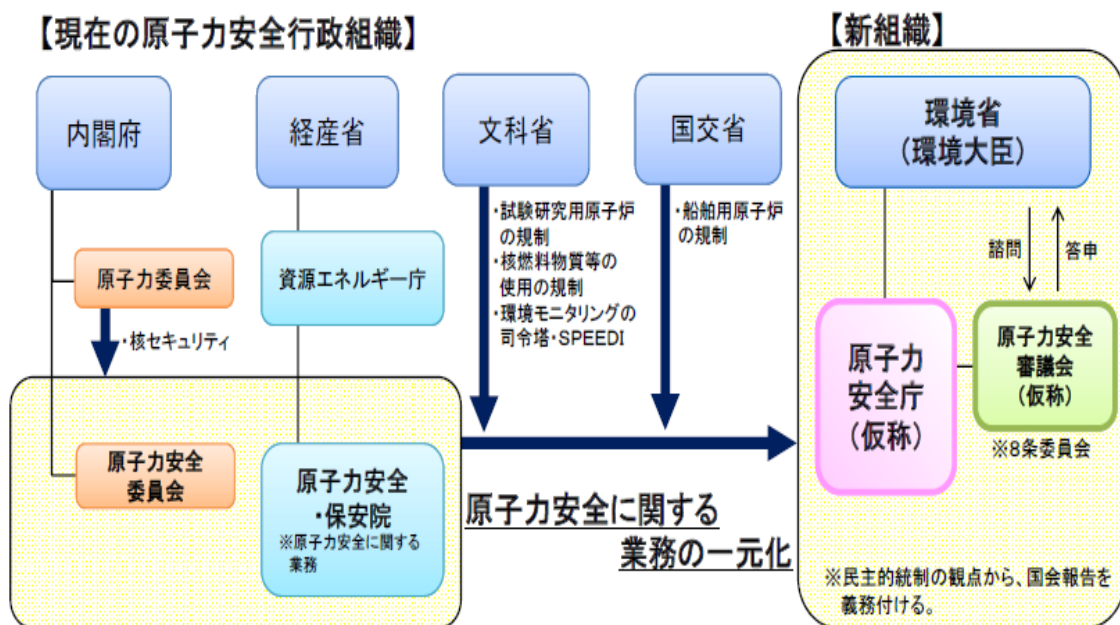 【現在の原子力安全行政組織】
【新組織】
内閣府
経産省
文科省
国交省
環境省
（環境大臣）
・試験研究用原子炉
の規制
・核燃料物質等の
使用の規制
・環境モニタリングの
司令塔・SPEEDI
・船舶用原子炉
の規制
諮問
答申
原子力委員会
・核セキュリティ
資源エネルギー庁
原子力安全
委員会
原子力安全
・保安院
※原子力安全に関する
業務
原子力安全に関する
業務の一元化
原子力
安全庁
（仮称）
原子力安全
審議会
（仮称）
※8条委員会
※民主的統制の観点から、国会報告を
義務付ける。